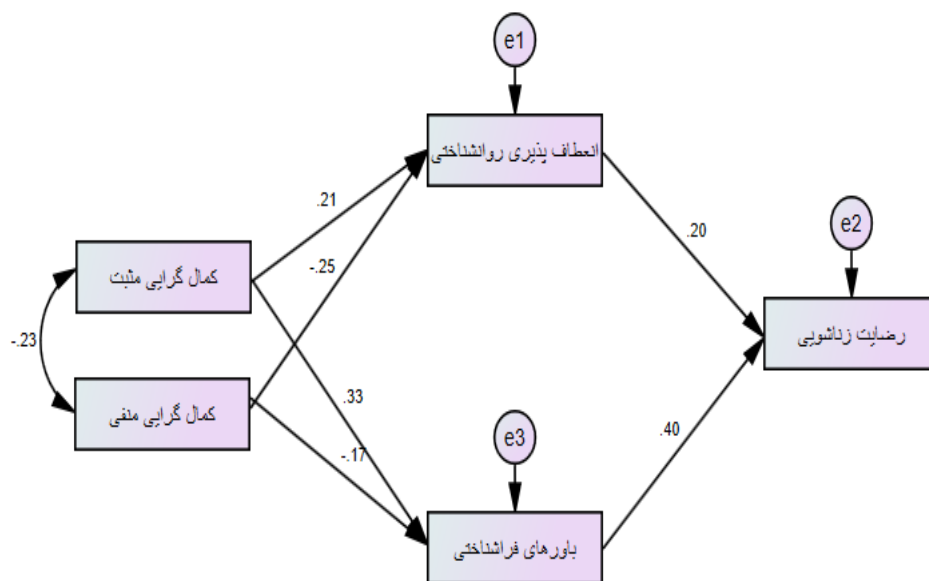 e1
انعطاف پذیری روانشناختی
.21
.20
e2
-.25
کمال گرایی مثبت
رضایت زناشویی
-.23
کمال گرایی منفی
.33
.40
e3
-.17
باورهای فراشناختی